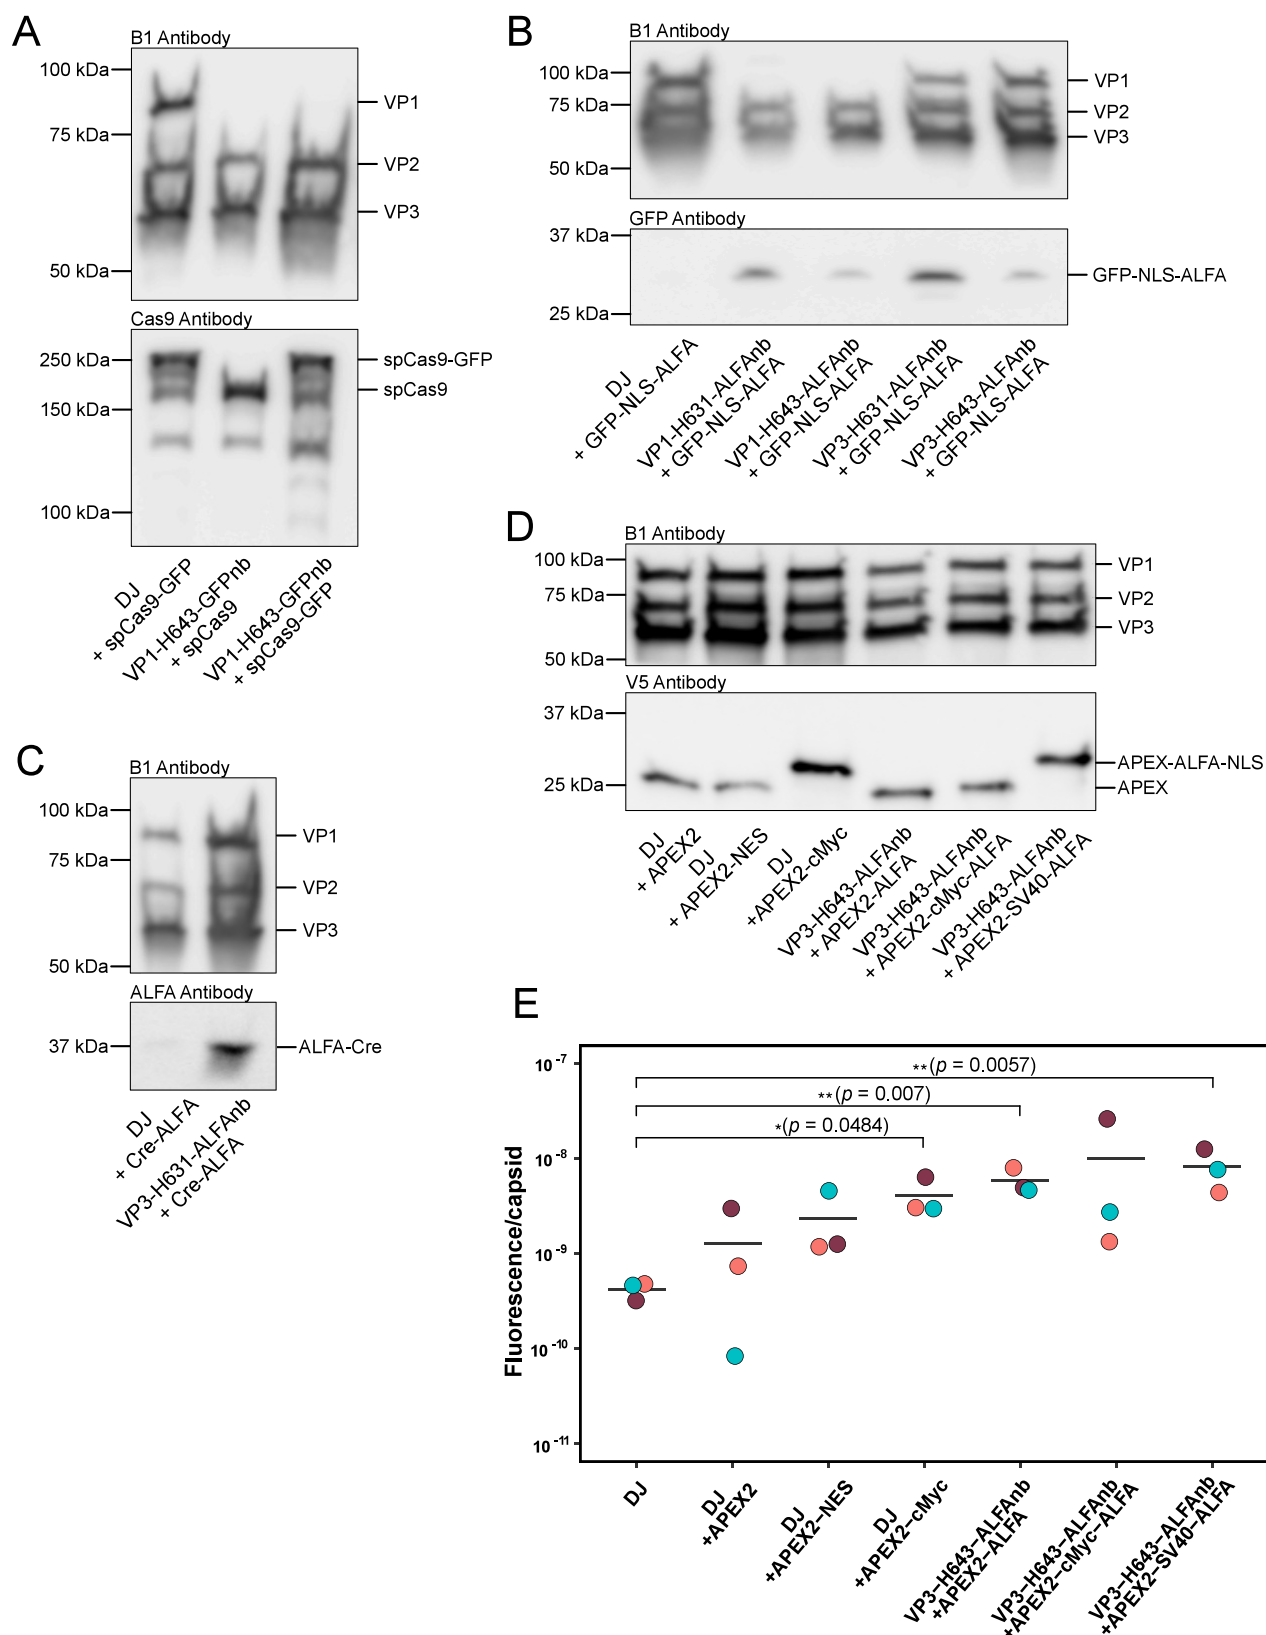 A
B1 Antibody
100 kDa
75 kDa
50 kDa
VP1
VP2
VP3
Cas9 Antibody
250 kDa
150 kDa
100 kDa
spCas9-GFP
spCas9
DJ
+ spCas9-GFP
VP1-H643-GFPnb
+ spCas9
VP1-H643-GFPnb
+ spCas9-GFP
B
B1 Antibody
100 kDa
75 kDa
50 kDa
VP1
VP2
VP3
GFP Antibody
37 kDa
25 kDa
GFP-NLS-ALFA
DJ
+ GFP-NLS-ALFA
VP1-H631-ALFAnb
+ GFP-NLS-ALFA
VP1-H643-ALFAnb
+ GFP-NLS-ALFA
VP3-H631-ALFAnb
+ GFP-NLS-ALFA
VP3-H643-ALFAnb
+ GFP-NLS-ALFA
C
B1 Antibody
100 kDa
75 kDa
50 kDa
VP1
VP2
VP3
ALFA Antibody
37 kDa
ALFA-Cre
DJ
+ Cre-ALFA
VP3-H631-ALFAnb
+ Cre-ALFA
D
B1 Antibody
100 kDa
75 kDa
50 kDa
VP1
VP2
VP3
V5 Antibody
37 kDa
25 kDa
APEX-ALFA-NLS
APEX
DJ
+ APEX2
DJ
+ APEX2-NES
DJ
+APEX2-cMyc
VP3-H643-ALFAnb
+ APEX2-ALFA
VP3-H643-ALFAnb
+ APEX2-cMyc-ALFA
VP3-H643-ALFAnb
+ APEX2-SV40-ALFA
E
Fluorescence/capsid
10-7
10-8
10-9
10-10
10-11
**(p = 0.0057)
**(p = 0.007)
*(p = 0.0484)
DJ
DJ
+APEX2–NES
DJ
+APEX2
DJ
+APEX2–cMyc
VP3–H643–ALFAnb
+APEX2–ALFA
VP3–H643–ALFAnb
+APEX2–cMyc–ALFA
VP3–H643–ALFAnb
+APEX2–SV40–ALFA